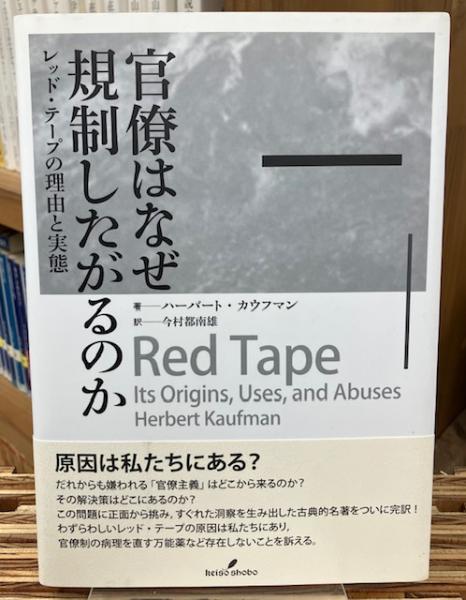 官僚はなぜ
規制したがるのか
レッド・テープの理由と実態
著──ハーバート・カウフマン
訳──今村都南雄
Red Tape
Its Origins, Uses, and Abuses
Herbert Kaufman
原因は私たちにある？
だれからも嫌われる「官僚主義」はどこから来るのか？
その解決策はどこにあるのか？
この問題に正面から挑み，すぐれた洞察を生み出した古典的名著をついに完訳！
わずらわしいレッド・テープの原因は私たちにあり，
官僚制の病理を直す万能薬など存在しないことを訴える。
keiso shobo